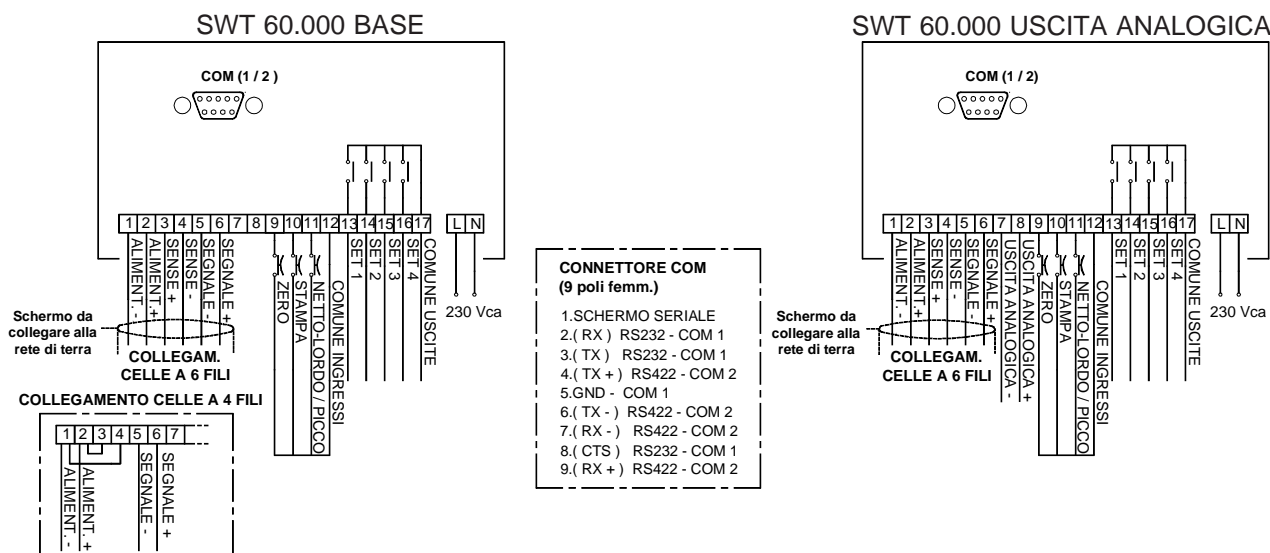 SWT 60.000 BASE
COM (1 / 2 )
1 2 3 4 5 6 7 8 9 10 11 12 13 14 15 16 17
L N
ALIMENT. -
ALIMENT.+
SENSE +
SENSE -
SEGNALE-
SEGNALE +
ZERO
STAMPA
NETTO-LORDO / PICCO
COMUNE INGRESSI
SET 1
SET 2
SET 3
SET 4
COMUNE USCITE
230 Vca
Schermo da
collegare alla
rete di terra
COLLEGAM.
CELLE A 6 FILI
COLLEGAMENTO CELLE A 4 FILI
1 2 3 4 5 6 7
ALIMENT. -
ALIMENT. +
SEGNALE -
SEGNALE +
CONNETTORE COM
(9 poli femm.)
1.SCHERMO SERIALE
2.( RX ) RS232 - COM 1
3.( TX ) RS232 - COM 1
4.( TX + ) RS422 - COM 2
5.GND - COM 1
6.( TX - ) RS422 - COM 2
7.( RX - ) RS422 - COM 2
8.( CTS ) RS232 - COM 1
9.( RX + ) RS422 - COM 2
SWT 60.000 USCITA ANALOGICA
COM (1 / 2)
1 2 3 4 5 6 7 8 9 10 11 12 13 14 15 16 17
L N
ALIMENT. -
ALIMENT.+
SENSE +
SENSE -
SEGNALE-
SEGNALE +
USCITA ANALOGICA -
USCITA ANALOGICA +
ZERO
STAMPA
NETTO-LORDO / PICCO
COMUNE INGRESSI
SET 1
SET 2
SET 3
SET 4
COMUNE USCITE
230 Vca
Schermo da
collegare alla
rete di terra
COLLEGAM.
CELLE A 6 FILI